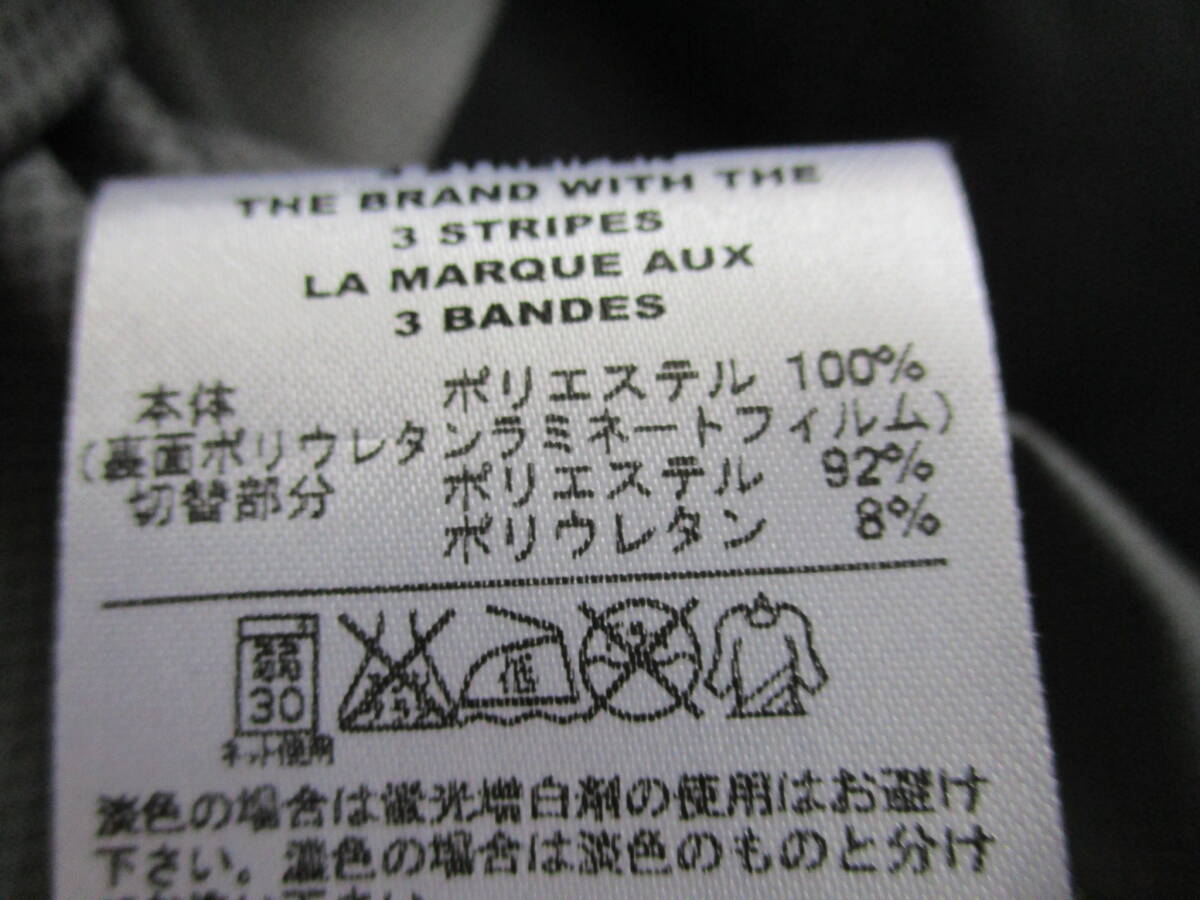 THE BRAND WITH THE
3 STRIPES
LA MARQUE AUX
3 BANDES
本体 ポリエステル 100%
(裏面ポリウレタンラミネートフィルム)
切替部分 ポリエステル 92%
ポリウレタン 8%
弱 30 低
ネット使用
淡色の場合は蛍光増白剤の使用はお避け
下さい。濃色の場合は淡色のものと分け